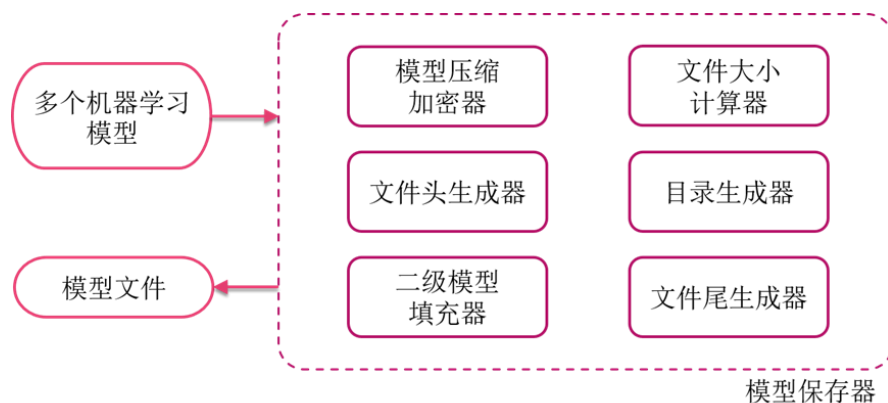 多个机器学习
模型
模型压缩
加密器
文件大小
计算器
文件头生成器
目录生成器
模型文件
二级模型
填充器
文件尾生成器
模型保存器